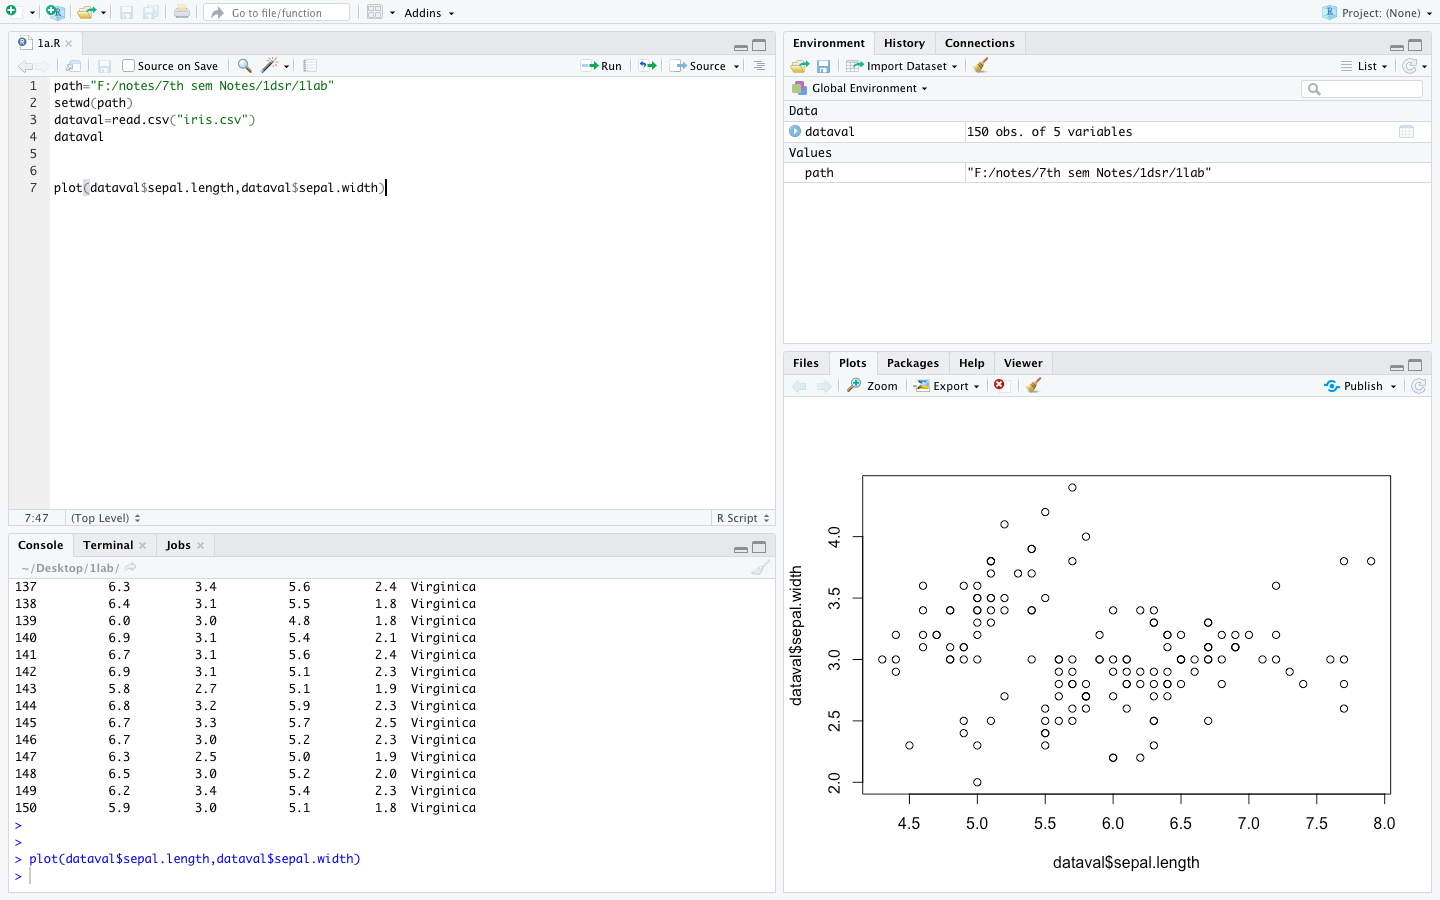 Go to file/function
Addins
Project: (None)
1a.R
Source on Save
Run
Source
1 path="F:/notes/7th sem Notes/1dsr/1lab"
2 setwd(path)
3 dataval=read.csv("iris.csv")
4 dataval
5
6
7 plot(dataval$sepal.length,dataval$sepal.width)
7:47 (Top Level) R Script
Console Terminal Jobs
~/Desktop/1lab/
137 6.3 3.4 5.6 2.4 Virginica
138 6.4 3.1 5.5 1.8 Virginica
139 6.0 3.0 4.8 1.8 Virginica
140 6.9 3.1 5.4 2.1 Virginica
141 6.7 3.1 5.6 2.4 Virginica
142 6.9 3.1 5.1 2.3 Virginica
143 5.8 2.7 5.1 1.9 Virginica
144 6.8 3.2 5.9 2.3 Virginica
145 6.7 3.3 5.7 2.5 Virginica
146 6.7 3.0 5.2 2.3 Virginica
147 6.3 2.5 5.0 1.9 Virginica
148 6.5 3.0 5.2 2.0 Virginica
149 6.2 3.4 5.4 2.3 Virginica
150 5.9 3.0 5.1 1.8 Virginica
>
>
> plot(dataval$sepal.length,dataval$sepal.width)
>
Environment History Connections
Import Dataset List
Global Environment
Data
dataval 150 obs. of 5 variables
Values
path "F:/notes/7th sem Notes/1dsr/1lab"
Files Plots Packages Help Viewer
Zoom Export Publish
dataval$sepal.width
4.0
3.5
3.0
2.5
2.0
4.5 5.0 5.5 6.0 6.5 7.0 7.5 8.0
dataval$sepal.length